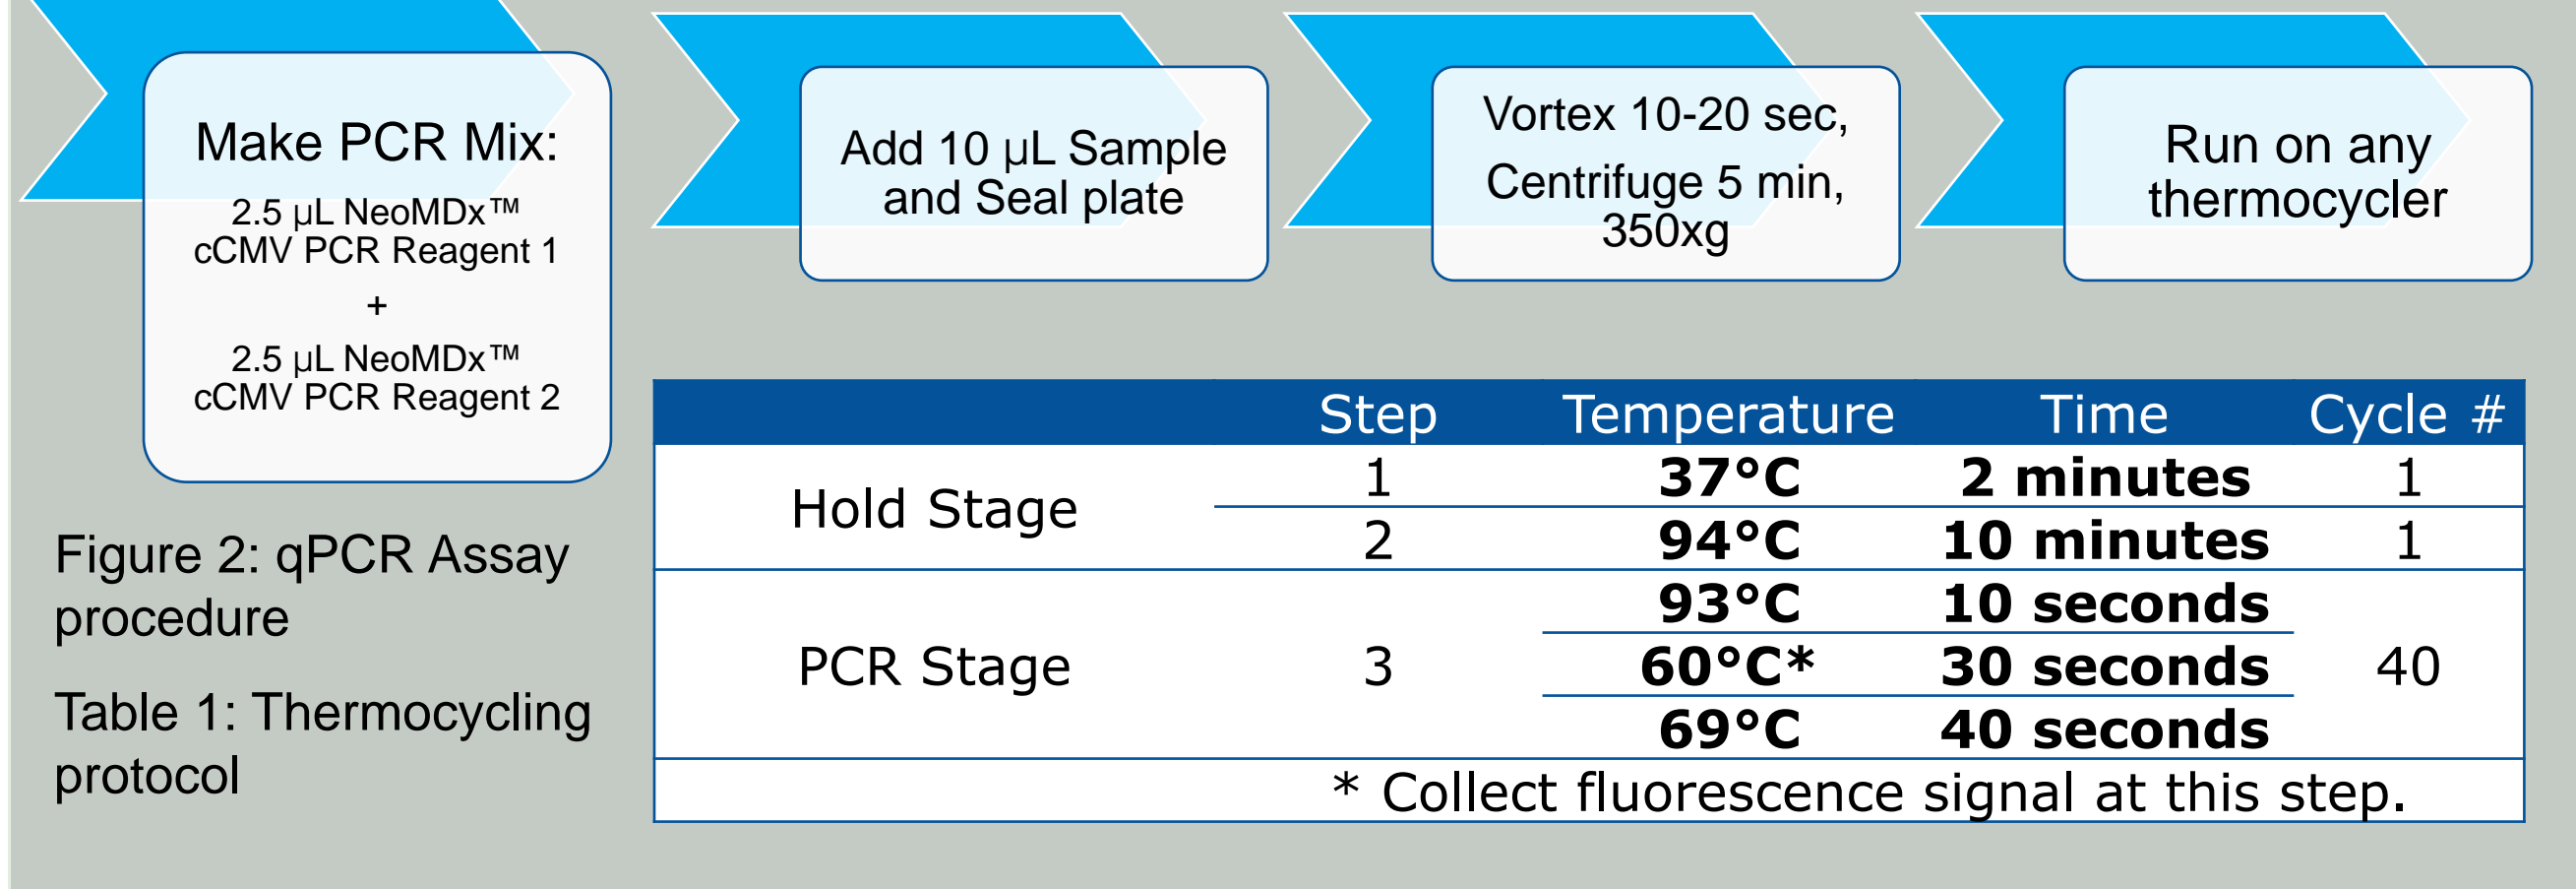 Make PCR Mix:
2.5 µL NeoMDx™
cCMV PCR Reagent 1
+
2.5 µL NeoMDx™
cCMV PCR Reagent 2
Add 10 µL Sample
and Seal plate
Vortex 10-20 sec,
Centrifuge 5 min,
350xg
Run on any
thermocycler
Figure 2: qPCR Assay
procedure
Table 1: Thermocycling
protocol
Step Temperature Time Cycle #
Hold Stage
1 37°C 2 minutes 1
2 94°C 10 minutes 1
PCR Stage 3
93°C 10 seconds
60°C* 30 seconds
69°C 40 seconds
40
* Collect fluorescence signal at this step.